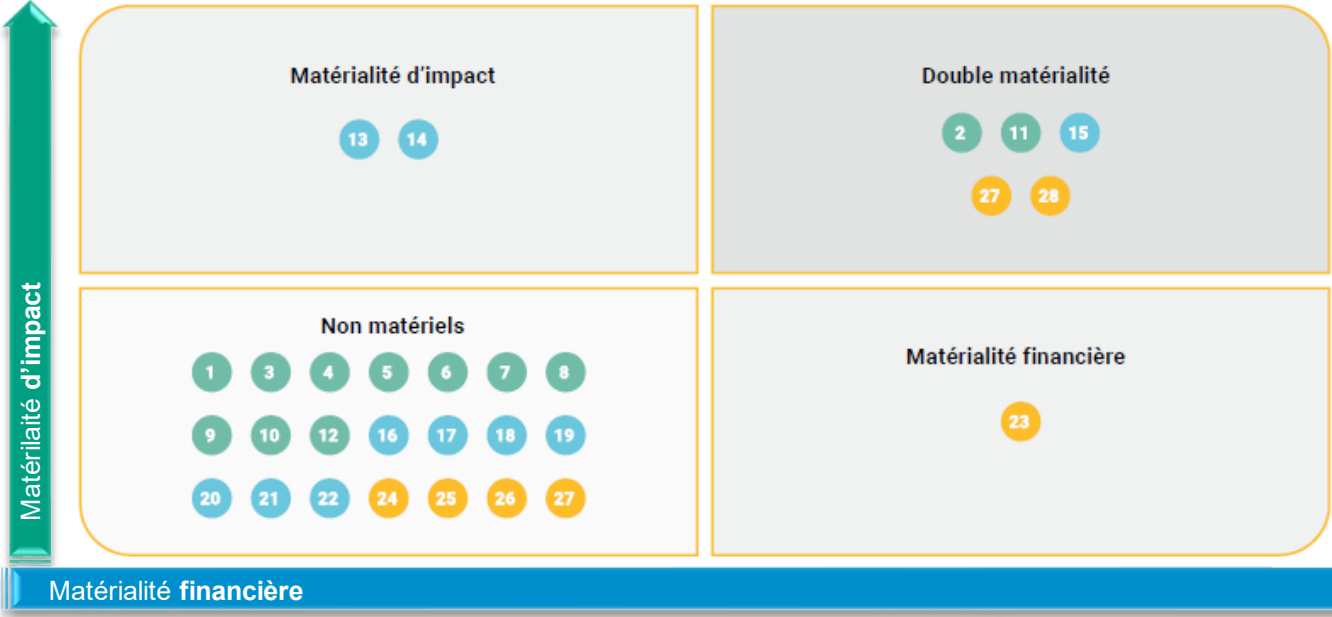 Matérialité d'impact
13 14
Double matérialité
2 11 15
27 28
Non matériels
1 3 4 5 6 7 8
9 10 12 16 17 18 19
20 21 22 24 25 26 27
Matérialité financière
23
Matérilaité d'impact
Matérialité financière